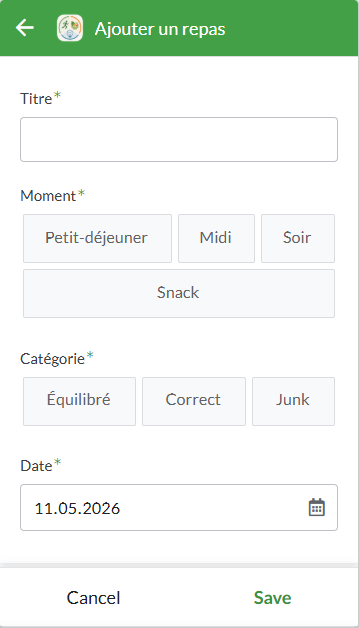 Ajouter un repas
Titre*
Moment*
Petit-déjeuner Midi Soir
Snack
Catégorie*
Équilibré Correct Junk
Date*
11.05.2026
Cancel Save